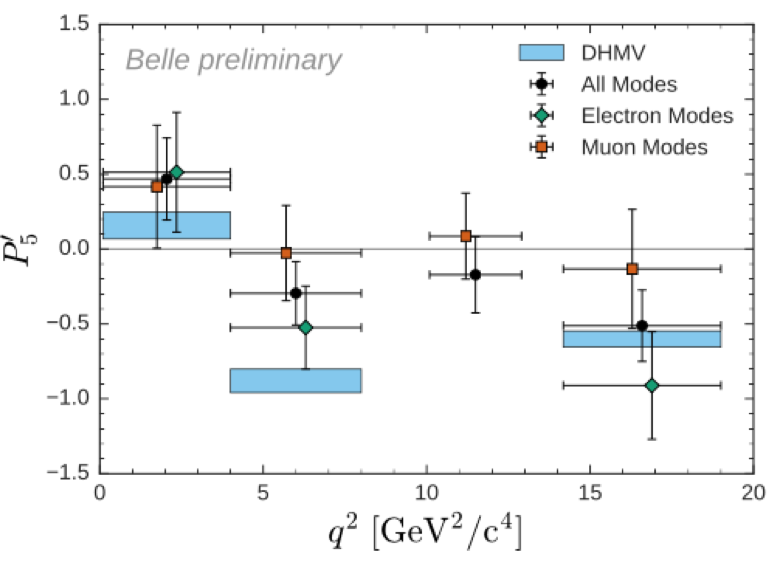 Belle preliminary
DHMV
All Modes
Electron Modes
Muon Modes
P′5
1.5
1.0
0.5
0.0
−0.5
−1.0
−1.5
0 5 10 15 20
q² [GeV²/c⁴]